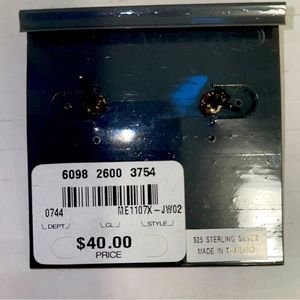 6098 2600 3754
0744 ME1107X-JW02
DEPT CL STYLE
$40.00
PRICE
925 STERLING SILVER
MADE IN THAILAND